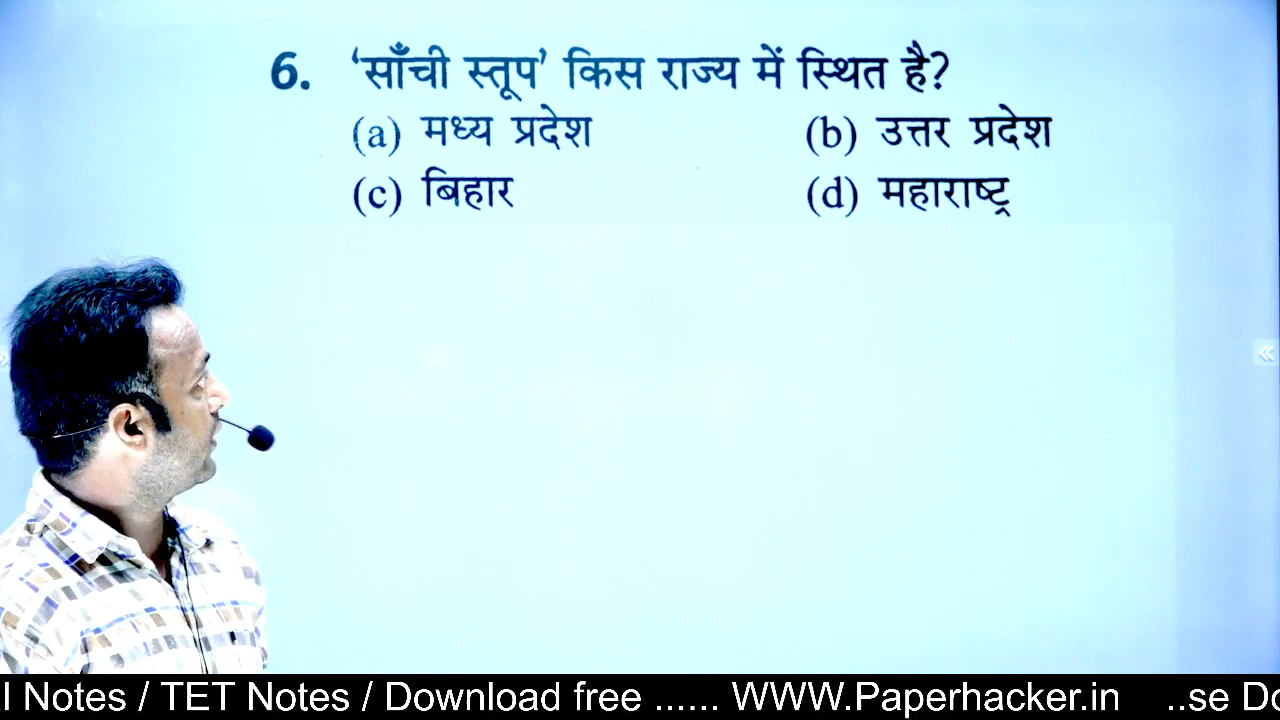 6. ‘साँची स्तूप’ किस राज्य में स्थित है?
(a) मध्य प्रदेश (b) उत्तर प्रदेश
(c) बिहार (d) महाराष्ट्र
l Notes / TET Notes / Download free ...... WWW.Paperhacker.in ..se Do